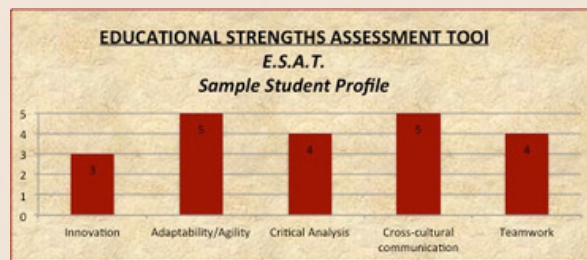 EDUCATIONAL STRENGTHS ASSESSMENT TOOl
E.S.A.T.
Sample Student Profile
5
4
3
2
1
0
3
5
4
5
4
Innovation
Adaptability/Agility
Critical Analysis
Cross-cultural
communication
Teamwork